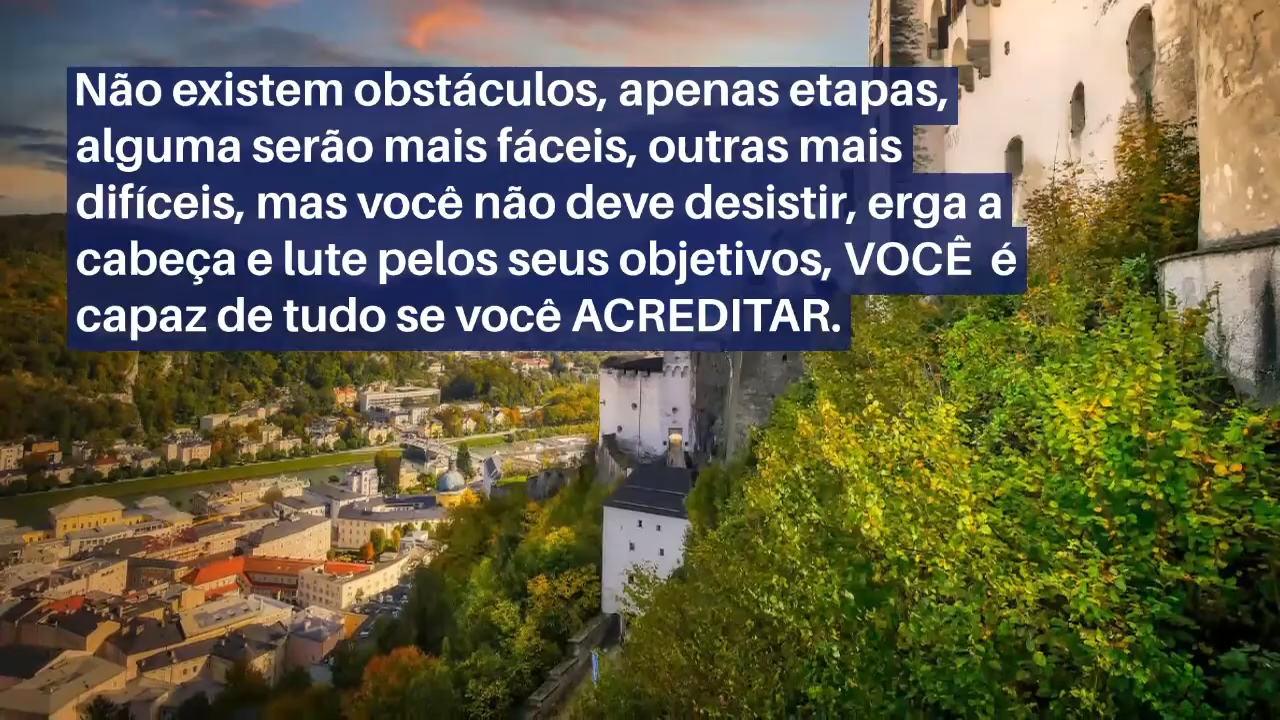 Não existem obstáculos, apenas etapas,
alguma serão mais fáceis, outras mais
difíceis, mas você não deve desistir, erga a
cabeça e lute pelos seus objetivos, VOCÊ é
capaz de tudo se você ACREDITAR.